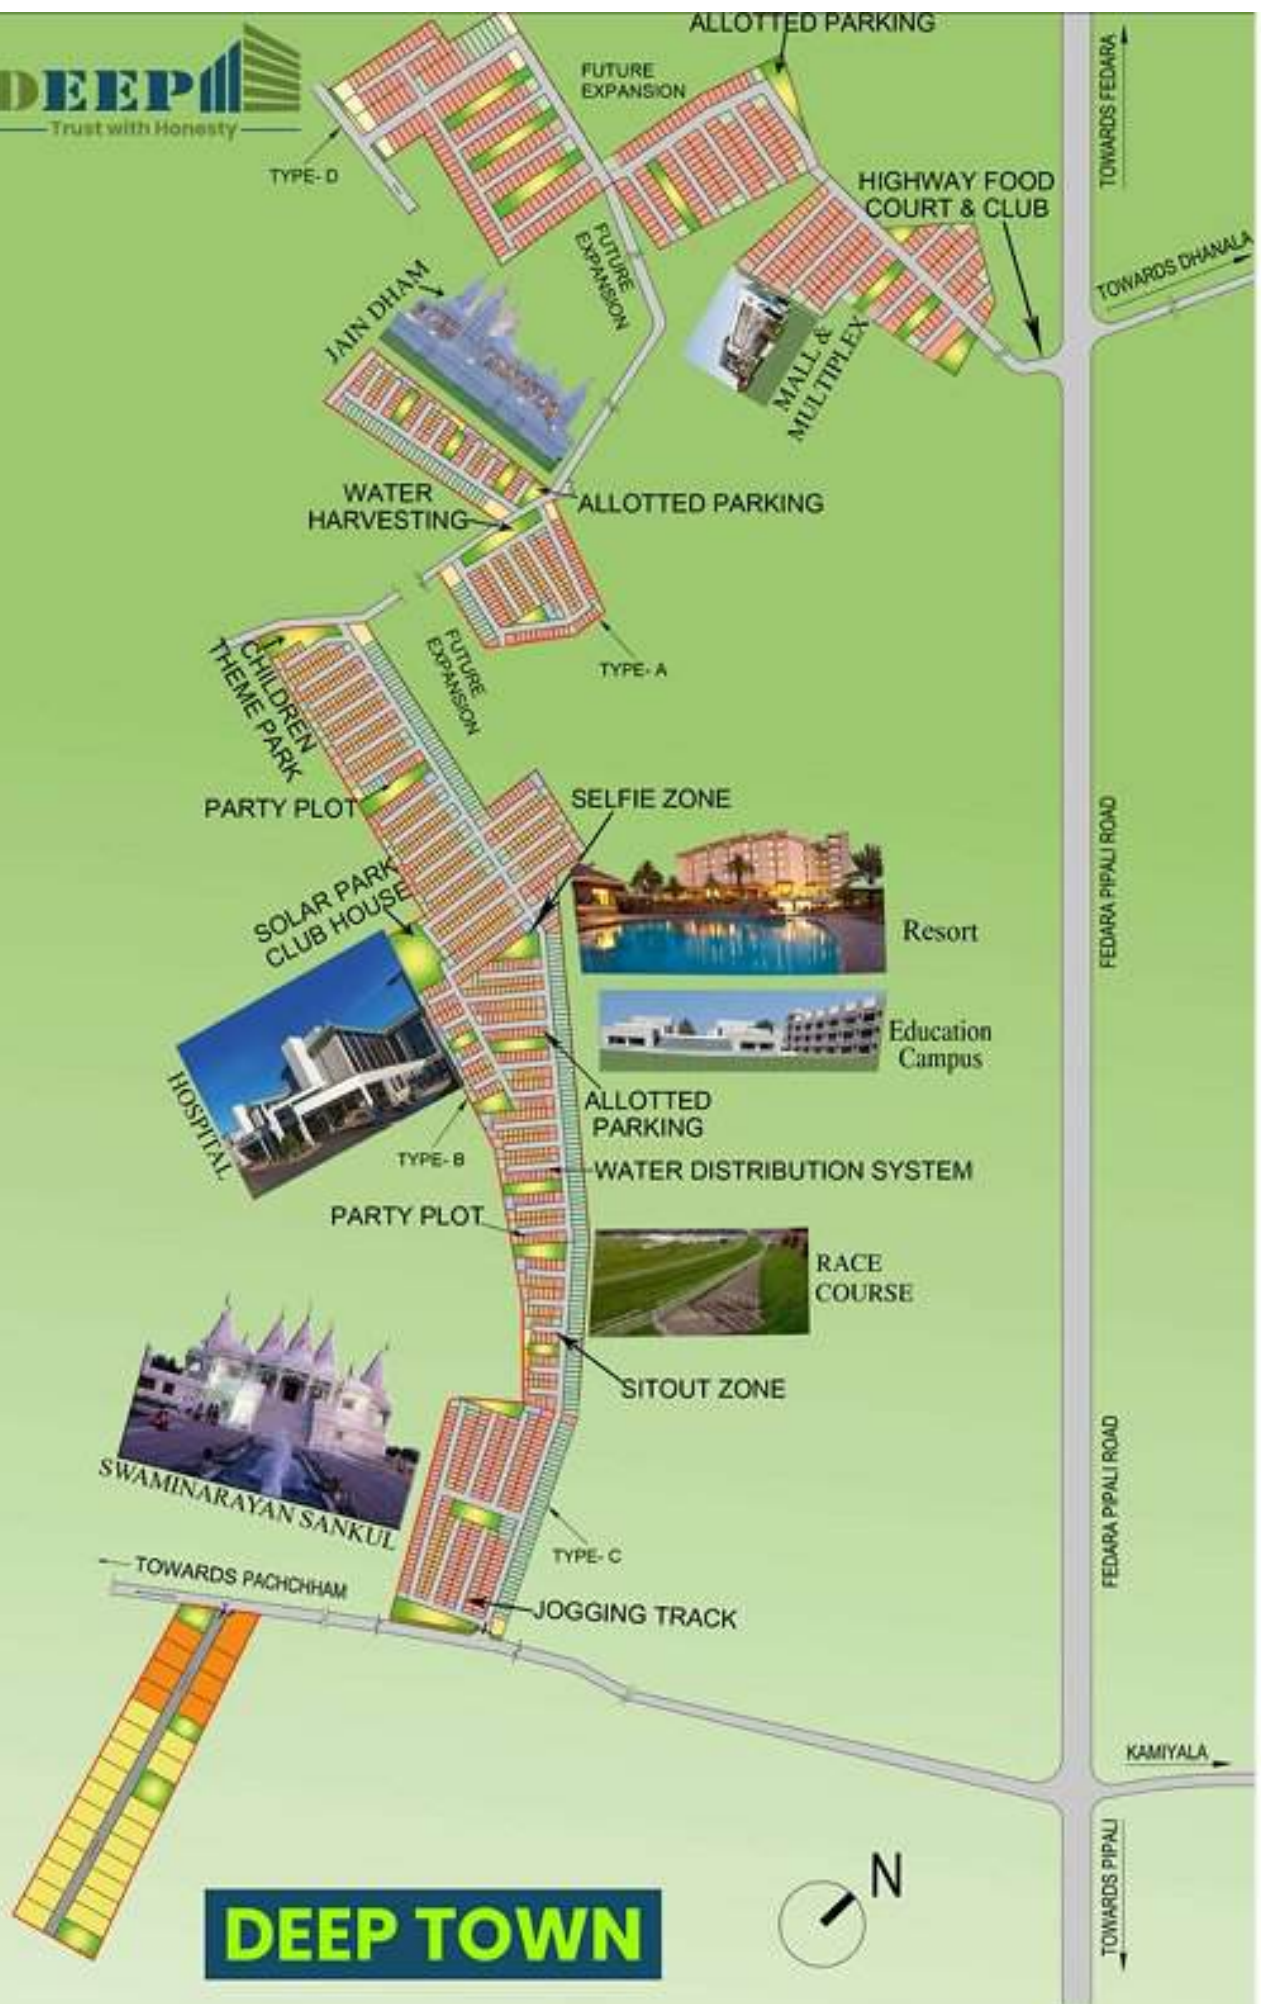 ALLOTTED PARKING
DEEP
Trust with Honesty
FUTURE
EXPANSION
TOWARDS FEDARA
TYPE- D
HIGHWAY FOOD
COURT & CLUB
FUTURE
EXPANSION
TOWARDS DHANALA
JAIN DHAM
MALL &
MULTIPLEX
WATER
HARVESTING
ALLOTTED PARKING
CHILDREN
THEME PARK
FUTURE
EXPANSION
TYPE- A
PARTY PLOT
SELFIE ZONE
FEDARA PIPALI ROAD
SOLAR PARK
CLUB HOUSE
Resort
Education
Campus
HOSPITAL
ALLOTTED
PARKING
TYPE- B
WATER DISTRIBUTION SYSTEM
PARTY PLOT
RACE
COURSE
SITOUT ZONE
SWAMINARAYAN SANKUL
FEDARA PIPALI ROAD
TYPE- C
TOWARDS PACHCHHAM
JOGGING TRACK
KAMIYALA
TOWARDS PIPALI
N
DEEP TOWN